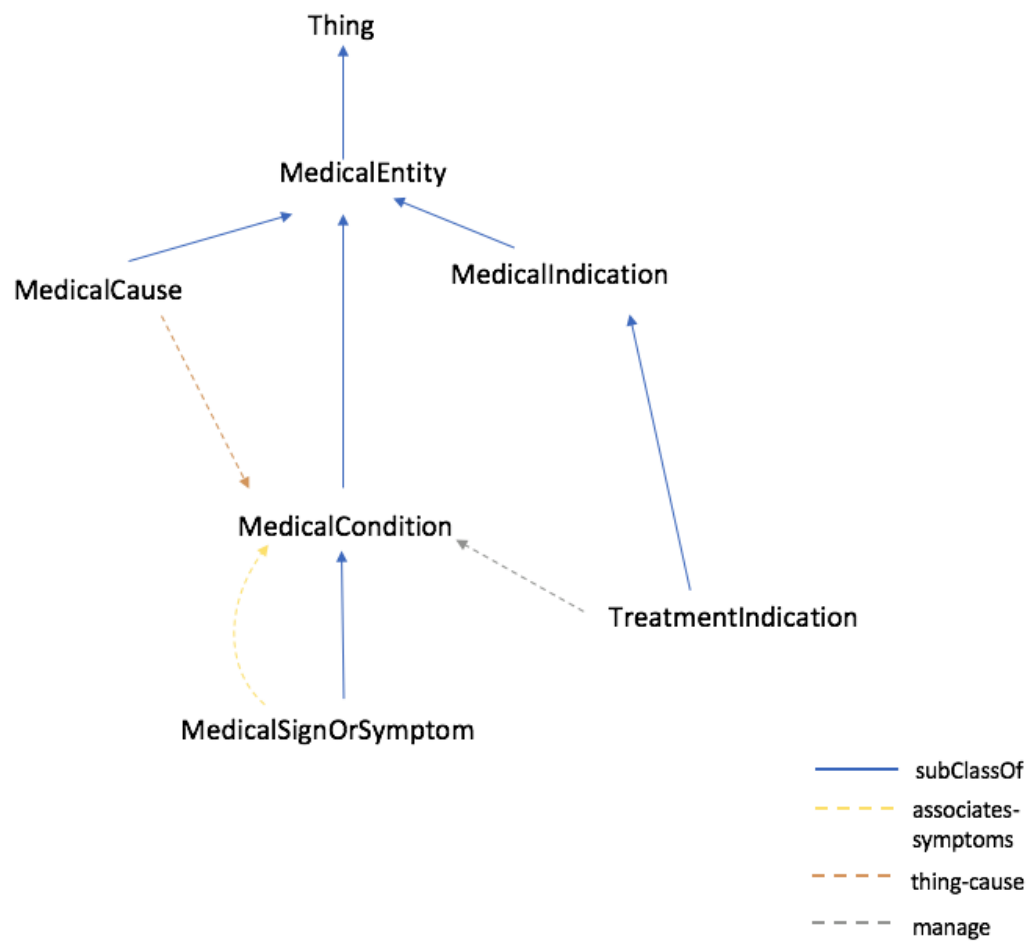 Thing
MedicalEntity
MedicalIndication
MedicalCause
MedicalCondition
TreatmentIndication
MedicalSignOrSymptom
subClassOf
associates-
symptoms
thing-cause
manage